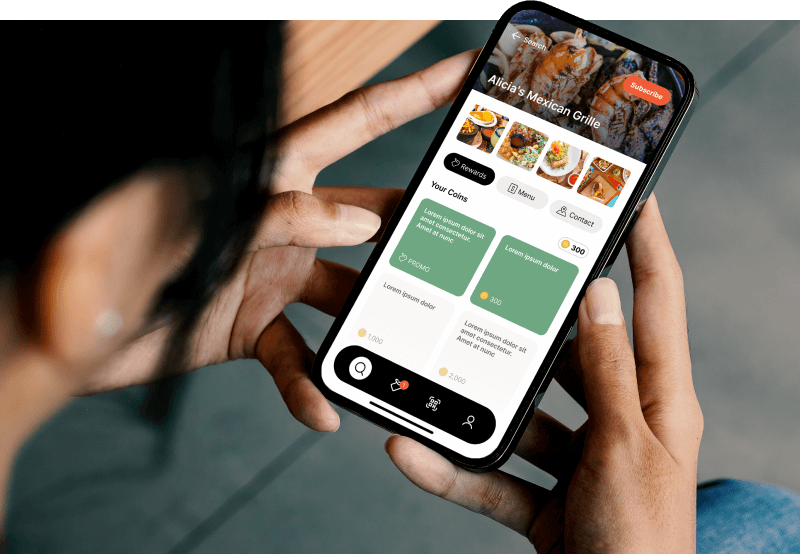 Search
Subscribe
Alicia's Mexican Grille
Rewards
Menu
Contact
Your Coins
300
Lorem ipsum dolor sit
amet consectetur.
Amet at nunc
PROMO
Lorem ipsum dolor
300
Lorem ipsum dolor
1,000
Lorem ipsum dolor sit
amet consectetur.
Amet at nunc
2,000